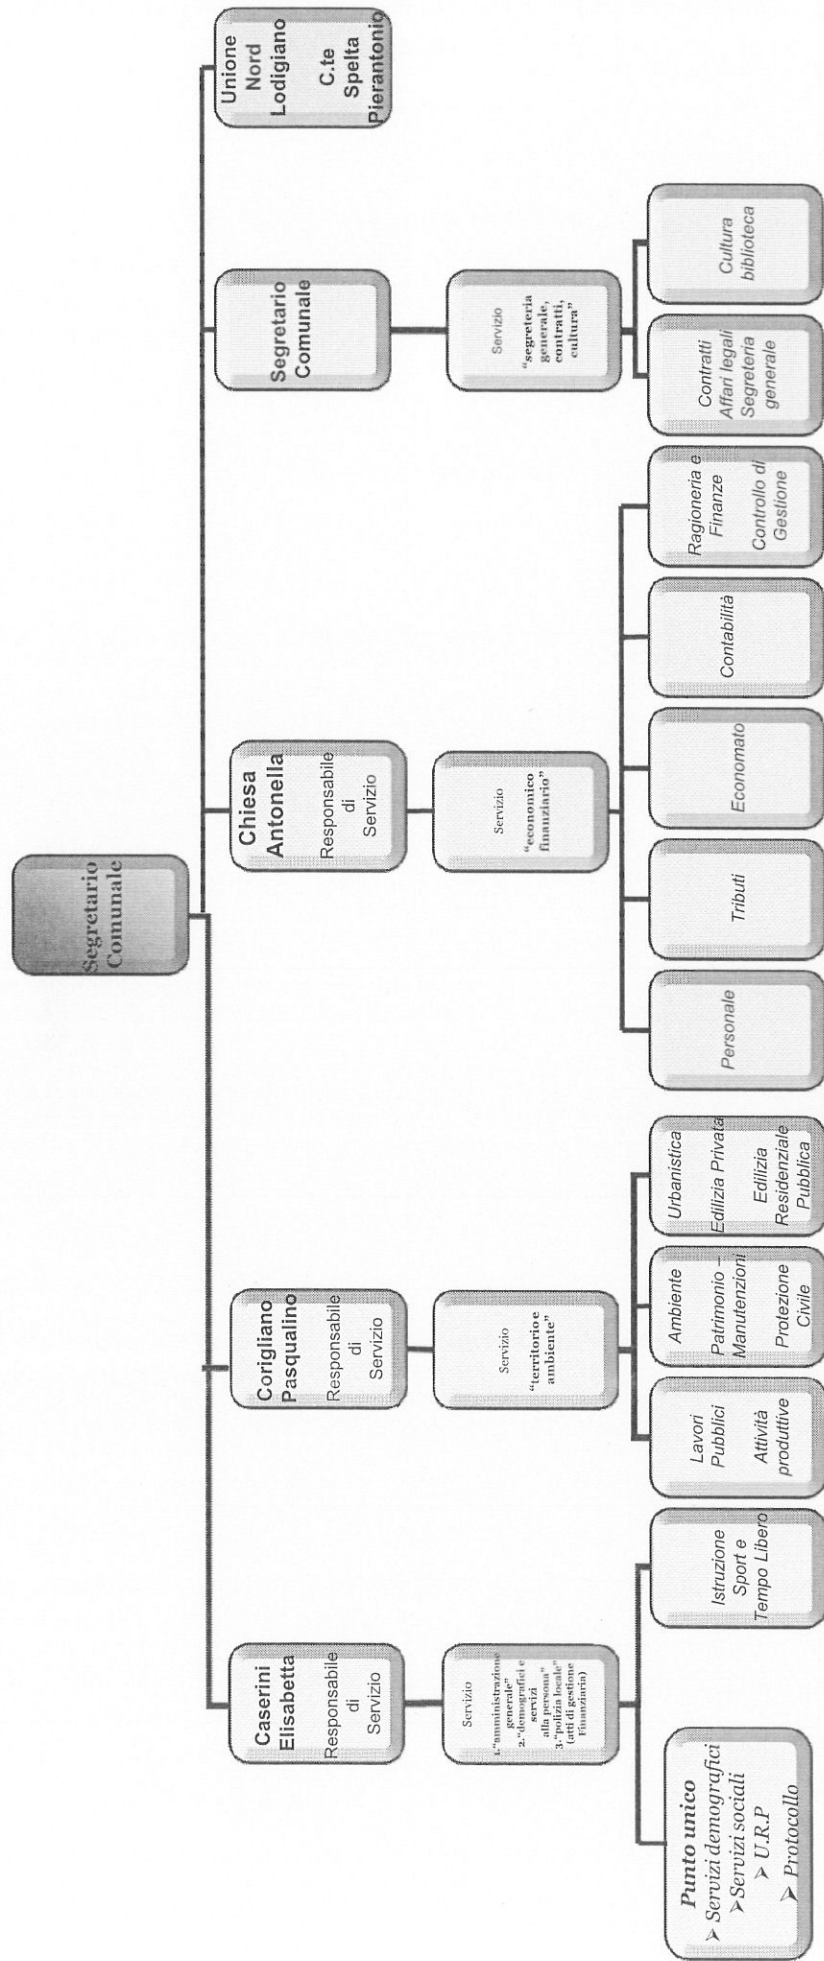 Segretario
Comunale
Caserini
Elisabetta
Responsabile
di
Servizio
Corigliano
Pasqualino
Responsabile
di
Servizio
Chiesa
Antonella
Responsabile
di
Servizio
Segretario
Comunale
Unione
Nord
Lodigiano
C.te
Spelta
Pierantonio
Servizio
1."amministrazione
generale"
2."demografici e
servizi
alla persona"
3."polizia locale"
(atti di gestione
Finanziaria)
Servizio
"territorio e
ambiente"
Servizio
"economico
finanziario"
Servizio
"segreteria
generale,
contratti,
cultura"
Punto unico
➢ Servizi demografici
➢Servizi sociali
➢ U.R.P
➢ Protocollo
Istruzione
Sport e
Tempo Libero
Lavori
Pubblici
Attività
produttive
Ambiente
Patrimonio –
Manutenzioni
Protezione
Civile
Urbanistica
Edilizia Privata
Edilizia
Residenziale
Pubblica
Personale
Tributi
Economato
Contabilità
Ragioneria e
Finanze
Controllo di
Gestione
Contratti
Affari legali
Segreteria
generale
Cultura
biblioteca